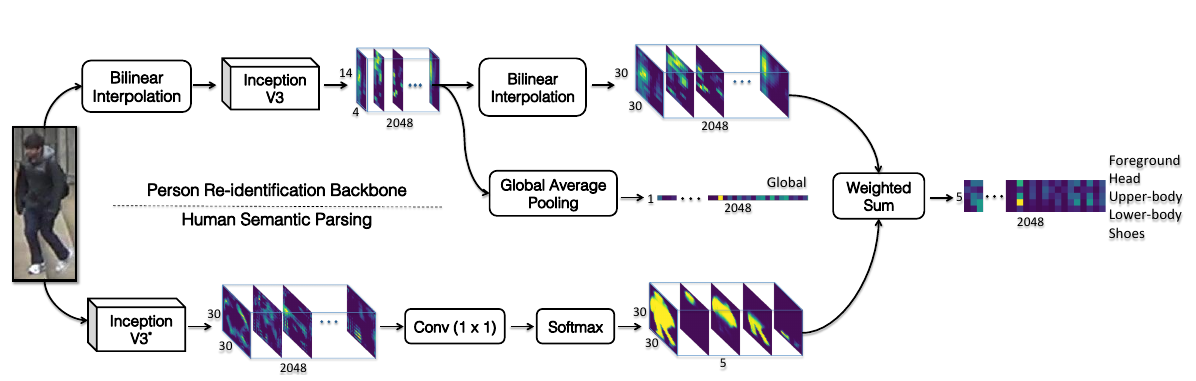 Bilinear
Interpolation
Inception
V3
14
4
2048
Bilinear
Interpolation
30
30
2048
Person Re-identification Backbone
Human Semantic Parsing
Global Average
Pooling
1
Global
2048
Weighted
Sum
5
2048
Foreground
Head
Upper-body
Lower-body
Shoes
Inception
V3*
30
30
2048
Conv (1 x 1)
Softmax
30
30
5